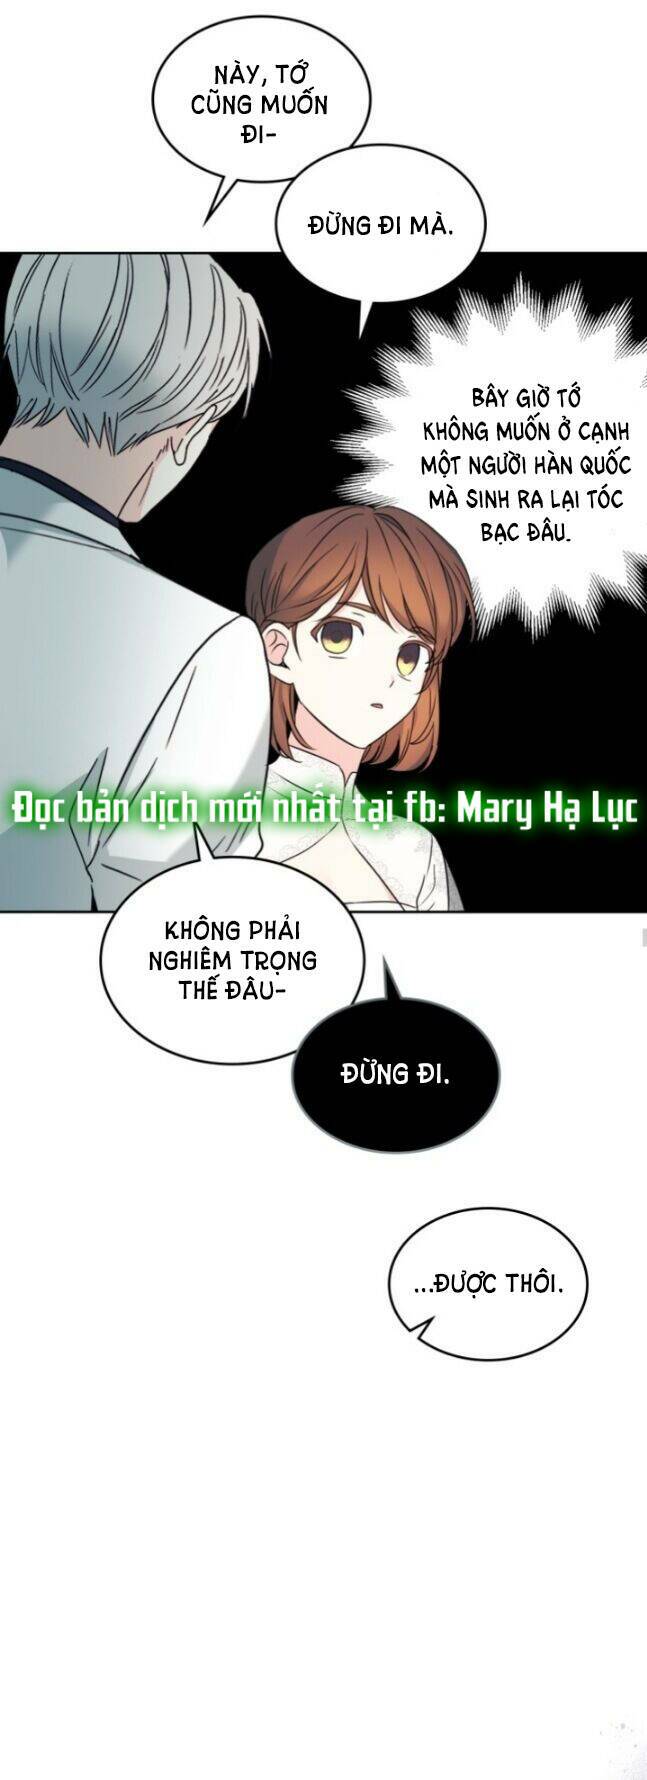 NÀY, TỚ
CŨNG MUỐN
ĐI-
ĐỪNG ĐI MÀ.
BÂY GIỜ TỚ
KHÔNG MUỐN Ở CẠNH
MỘT NGƯỜI HÀN QUỐC
MÀ SINH RA LẠI TÓC
BẠC ĐÂU.
Đọc bản dịch mới nhất tại fb: Mary Hạ Lục
KHÔNG PHẢI
NGHIÊM TRỌNG
THẾ ĐÂU-
ĐỪNG ĐI.
...ĐƯỢC THÔI.